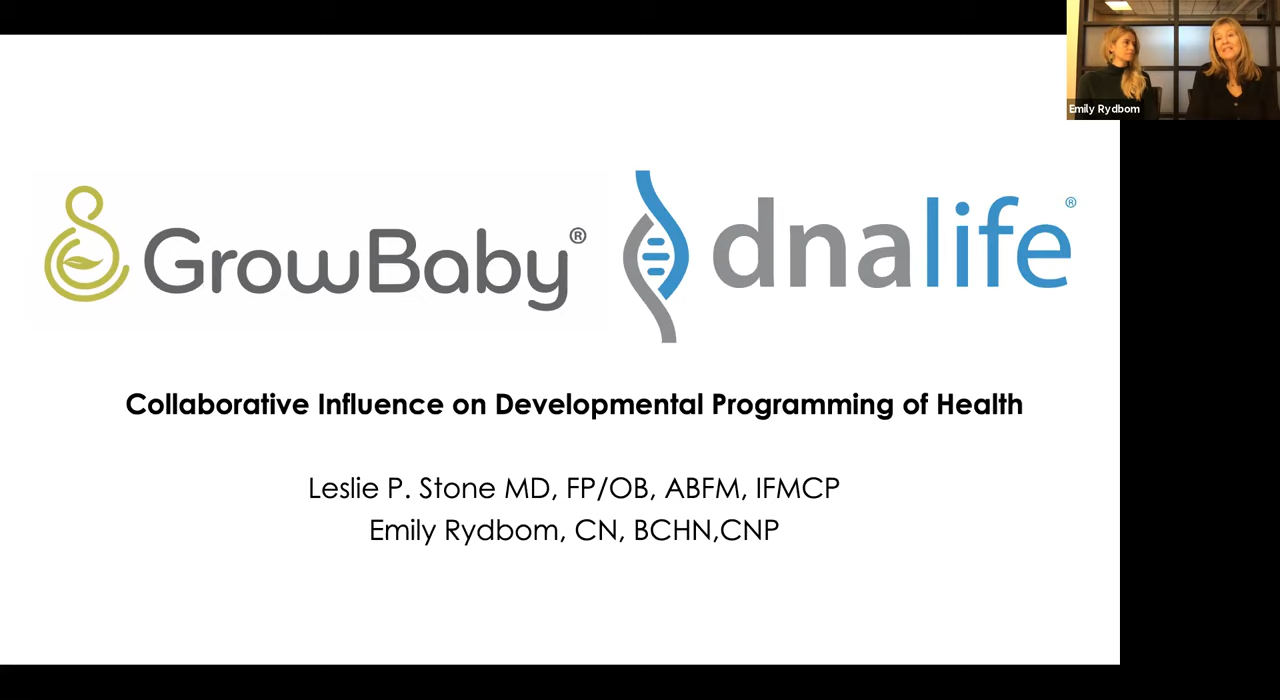 Emily Rydbom
GrowBaby®
dnalife®
Collaborative Influence on Developmental Programming of Health
Leslie P. Stone MD, FP/OB, ABFM, IFMCP
Emily Rydbom, CN, BCHN,CNP